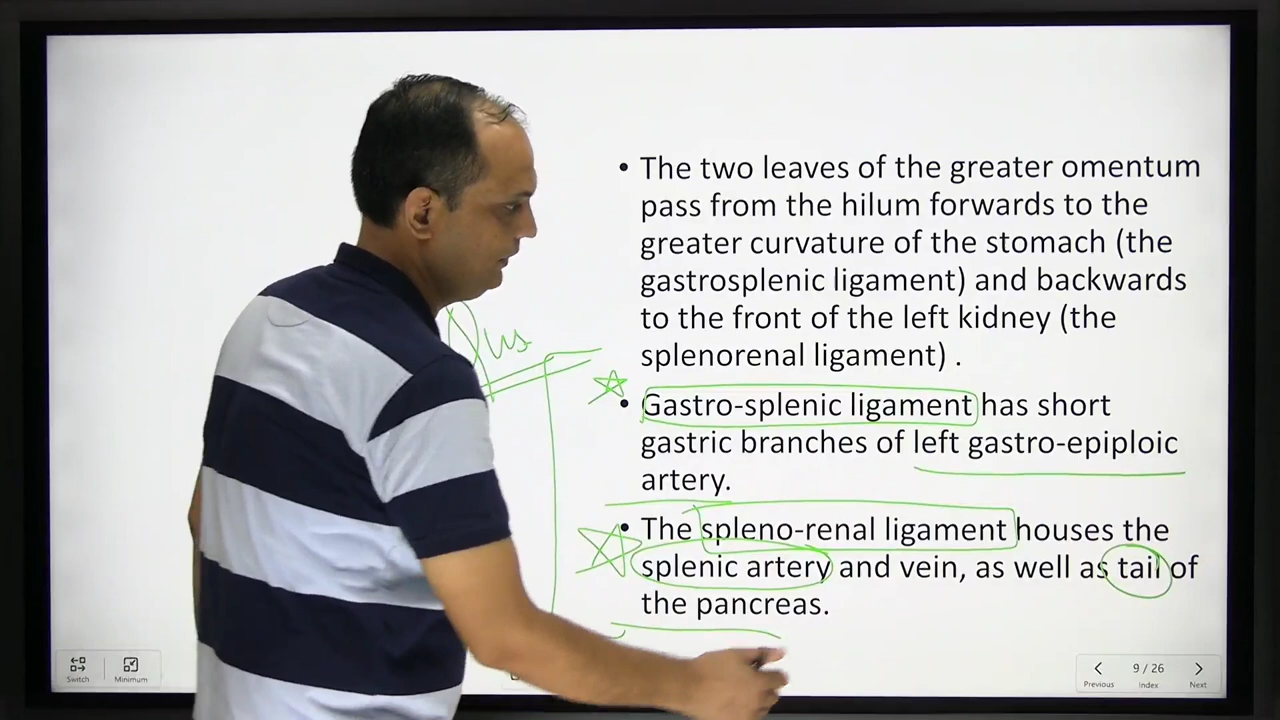 • The two leaves of the greater omentum
pass from the hilum forwards to the
greater curvature of the stomach (the
gastrosplenic ligament) and backwards
to the front of the left kidney (the
splenorenal ligament) .
Qus
• Gastro-splenic ligament has short
gastric branches of left gastro-epiploic
artery.
• The spleno-renal ligament houses the
splenic artery and vein, as well as tail of
the pancreas.
Switch
Minimum
Previous
9 / 26
Index
Next